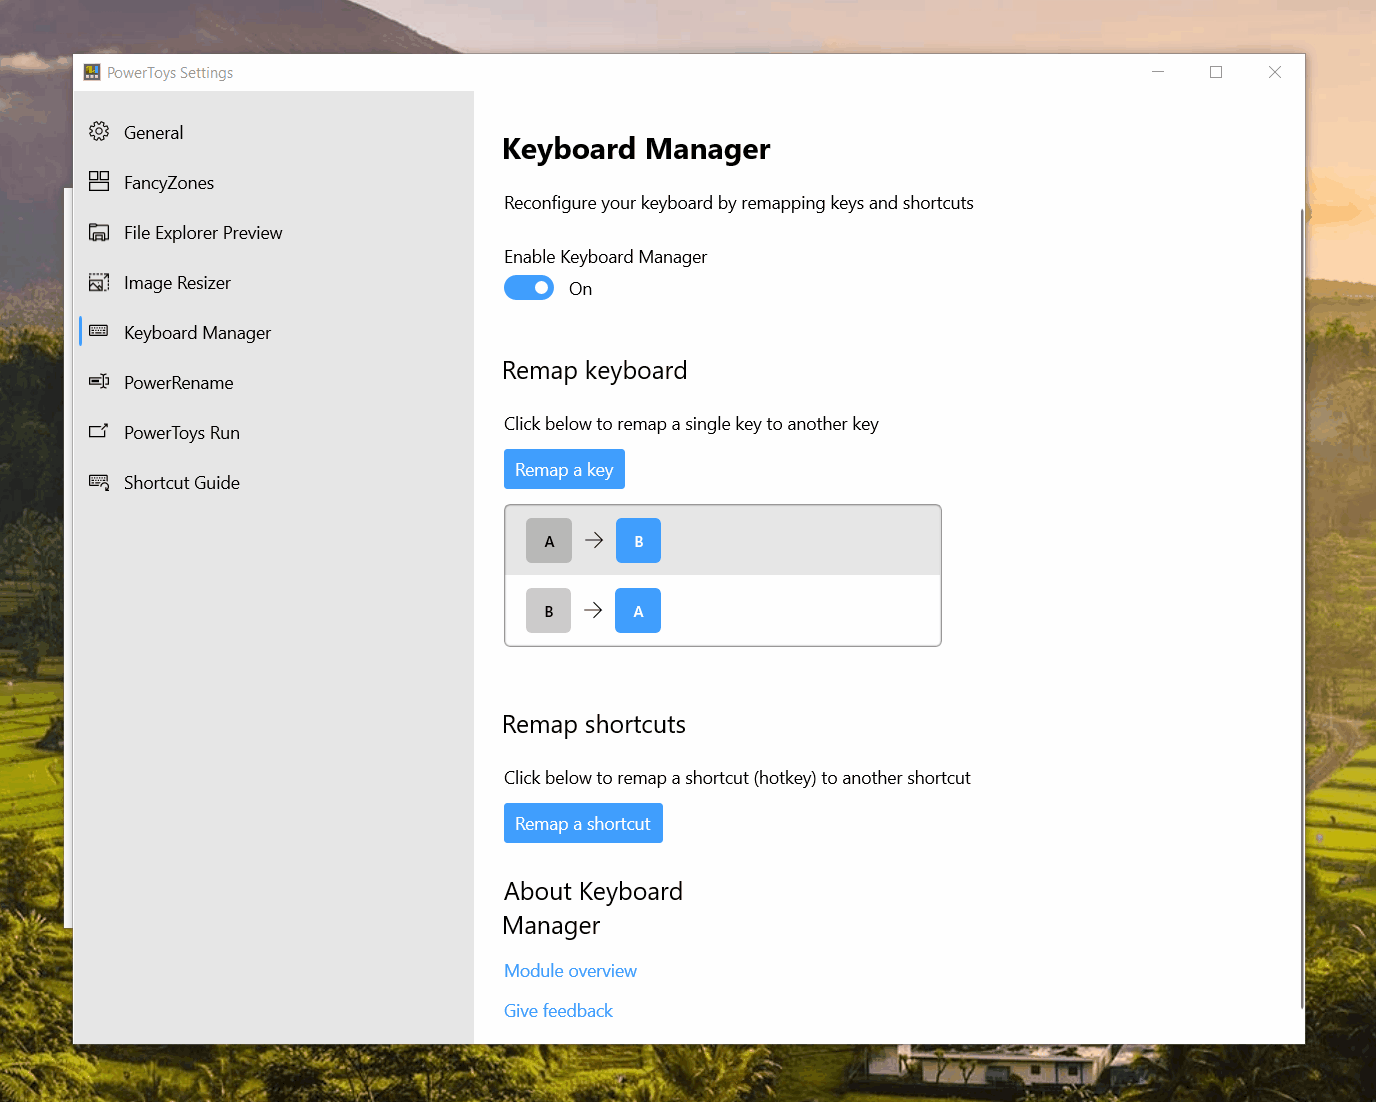 PowerToys Settings
General
FancyZones
File Explorer Preview
Image Resizer
Keyboard Manager
PowerRename
PowerToys Run
Shortcut Guide
Keyboard Manager
Reconfigure your keyboard by remapping keys and shortcuts
Enable Keyboard Manager
On
Remap keyboard
Click below to remap a single key to another key
Remap a key
A → B
B → A
Remap shortcuts
Click below to remap a shortcut (hotkey) to another shortcut
Remap a shortcut
About Keyboard
Manager
Module overview
Give feedback